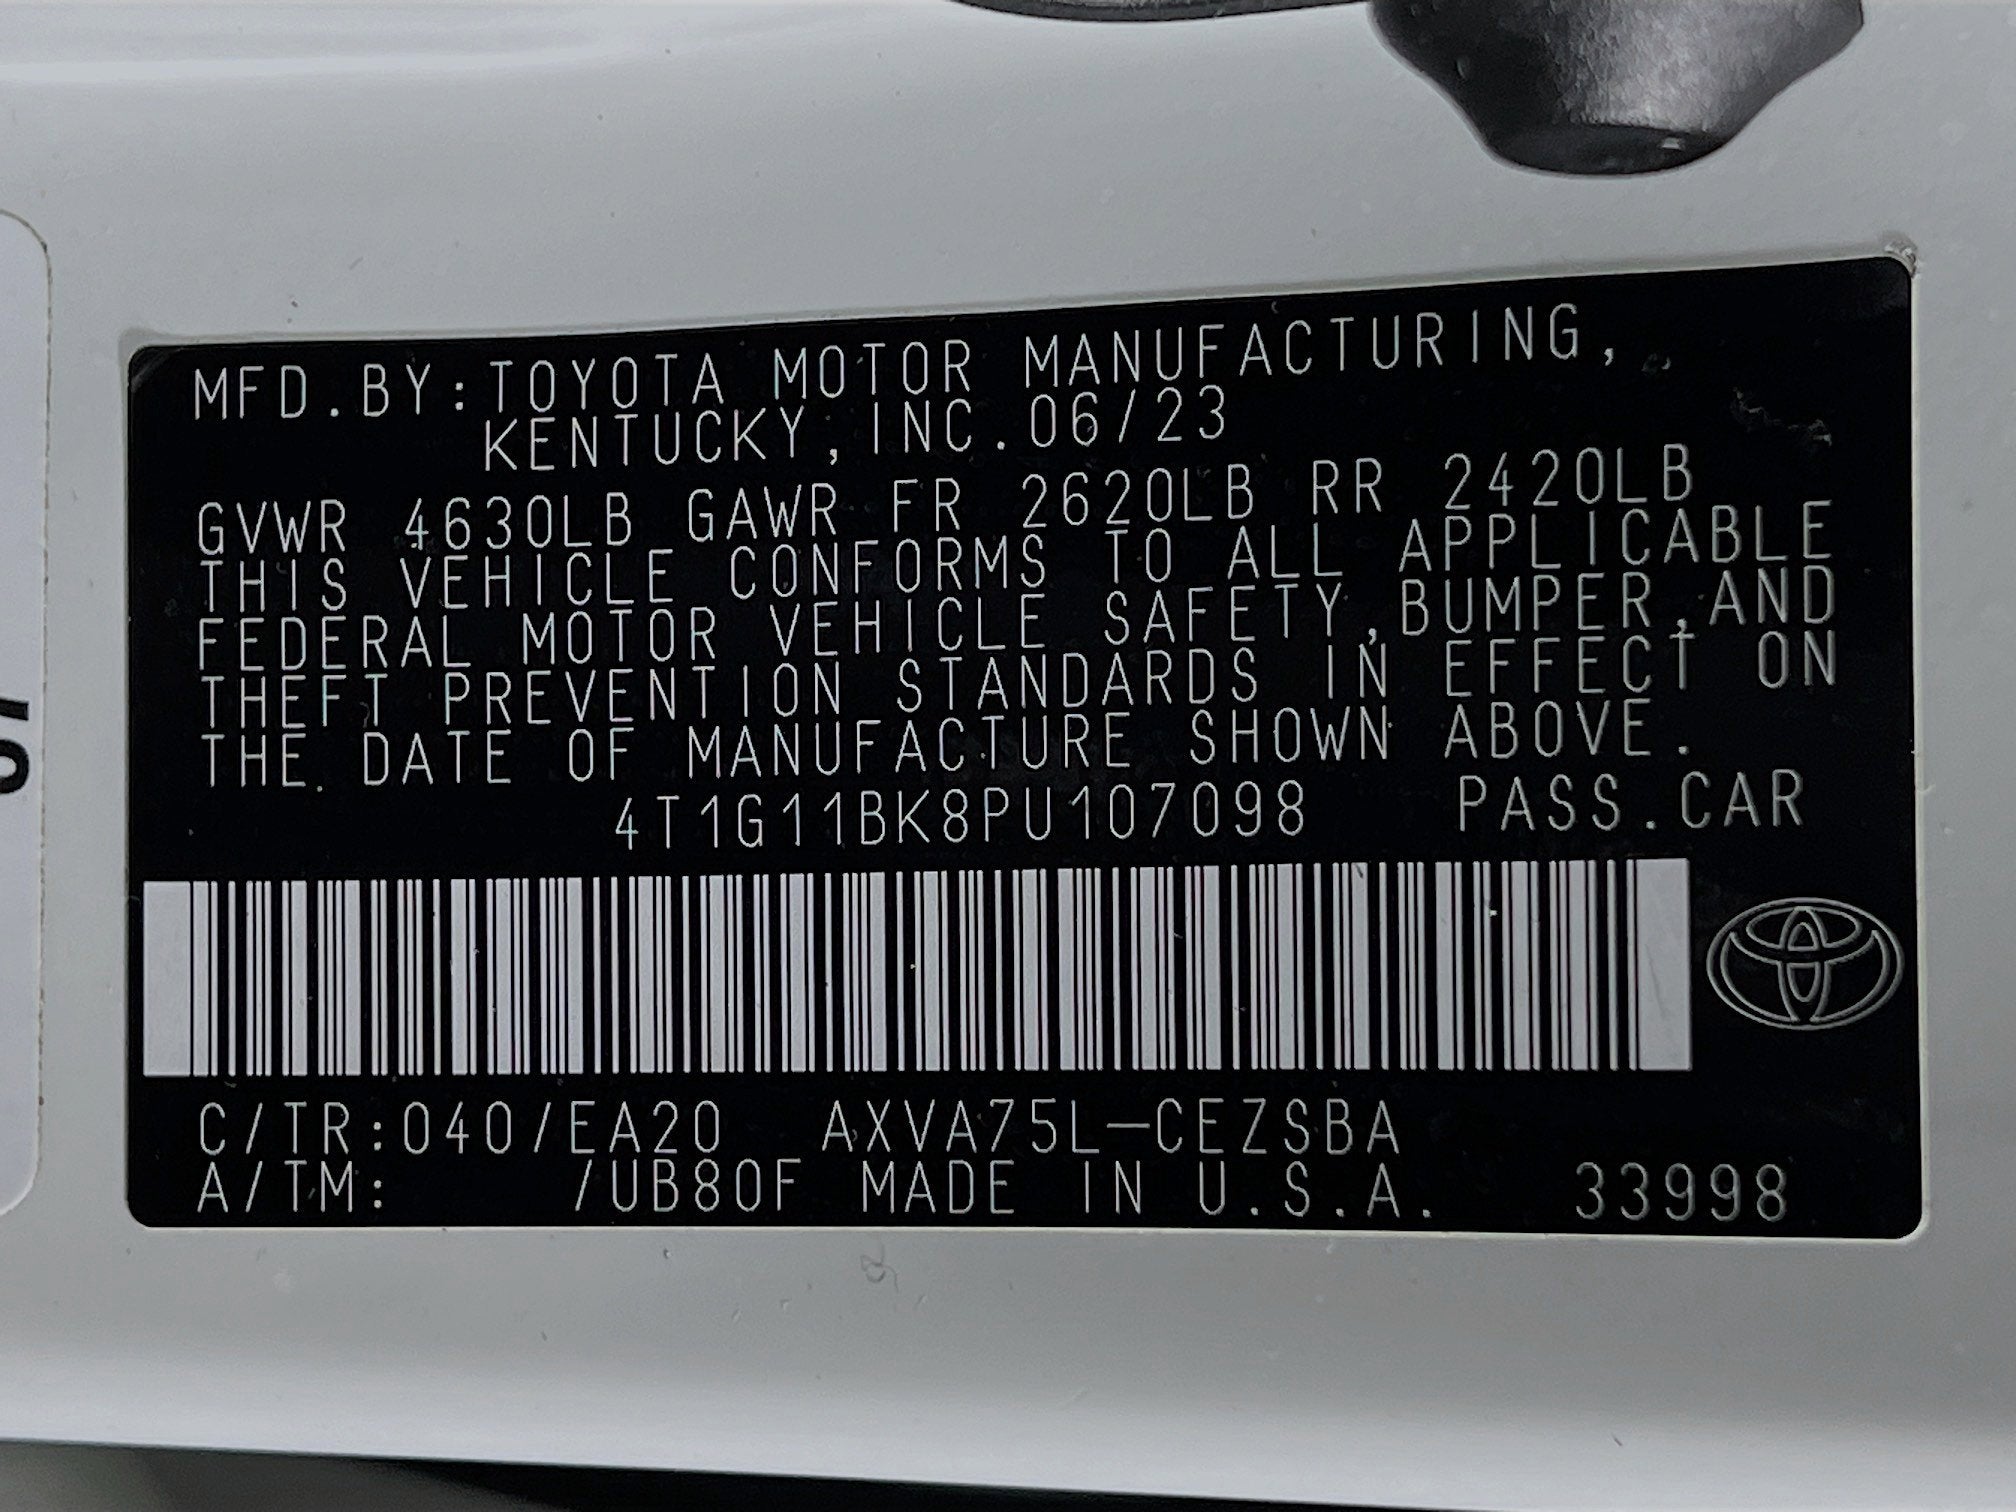 MFD.BY:TOYOTA MOTOR MANUFACTURING,
KENTUCKY,INC.06/23
GVWR 4630LB GAWR FR 2620LB RR 2420LB
THIS VEHICLE CONFORMS TO ALL APPLICABLE
FEDERAL MOTOR VEHICLE SAFETY,BUMPER,AND
THEFT PREVENTION STANDARDS IN EFFECT ON
THE DATE OF MANUFACTURE SHOWN ABOVE.
4T1G11BK8PU107098 PASS.CAR
C/TR:040/EA20 AXVA75L-CEZSBA
A/TM: /UB80F MADE IN U.S.A. 33998